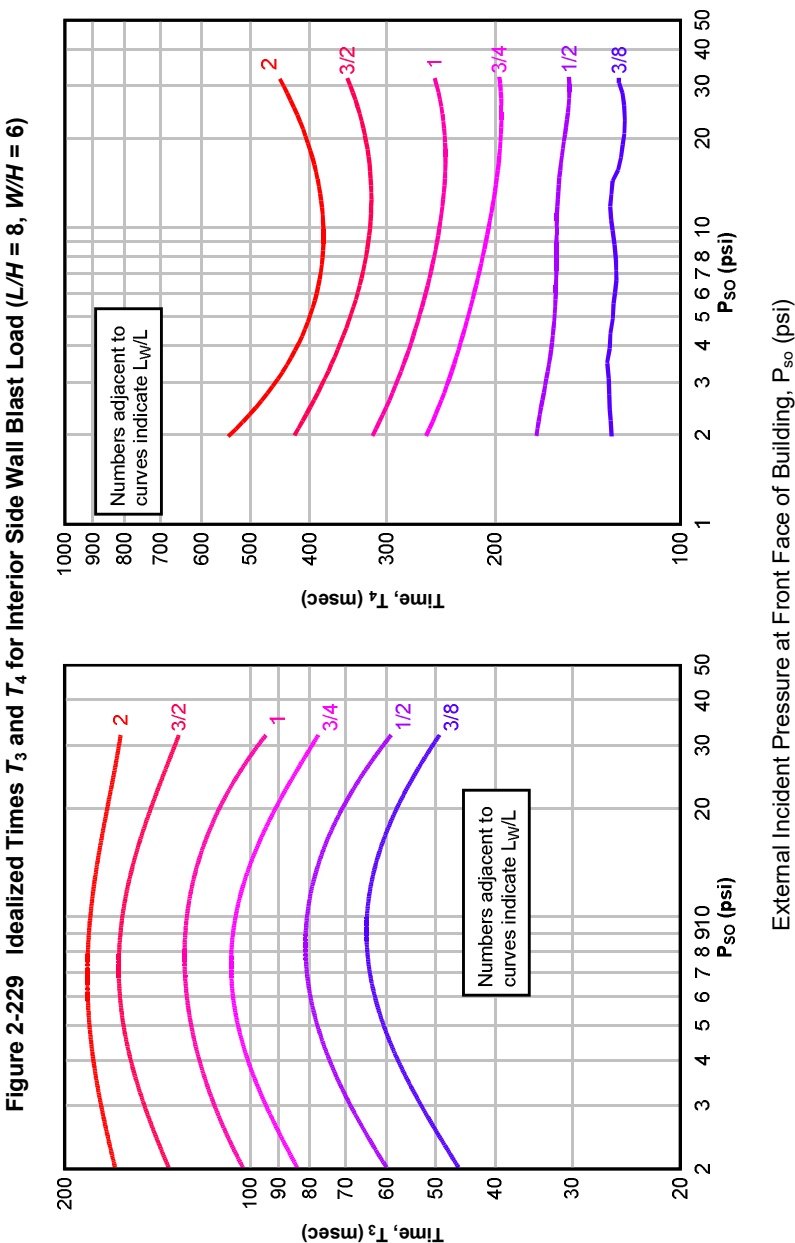 Figure 2-229 Idealized Times T3 and T4 for Interior Side Wall Blast Load (L/H = 8, W/H = 6)
200
100
90
80
70
60
50
40
30
20
Time, T3 (msec)
2
3/2
1
3/4
1/2
3/8
Numbers adjacent to
curves indicate LW/L
2 3 4 5 6 7 8 910 20 30 40 50
PSO (psi)
1000
900
800
700
600
500
400
300
200
100
Time, T4 (msec)
Numbers adjacent to
curves indicate LW/L
2
3/2
1
3/4
1/2
3/8
1 2 3 4 5 6 7 8 10 20 30 40 50
PSO (psi)
External Incident Pressure at Front Face of Building, Pso (psi)